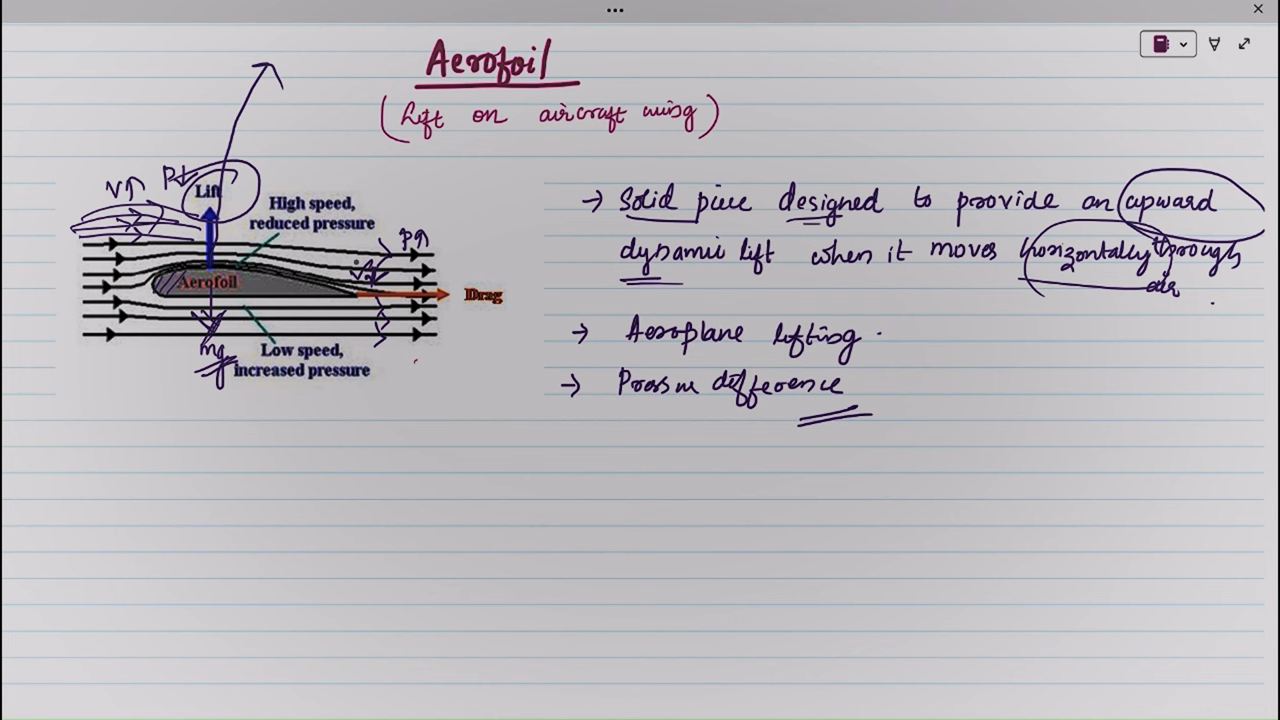 Aerofoil
(Lift on aircraft wing)
V↑ P↓
Lift
High speed,
reduced pressure
P↑
Aerofoil
Drag
mg
Low speed,
increased pressure
→ Solid piece designed to provide an upward
dynamic lift when it moves horizontally through
air
→ Aeroplane lifting.
→ Pressure difference